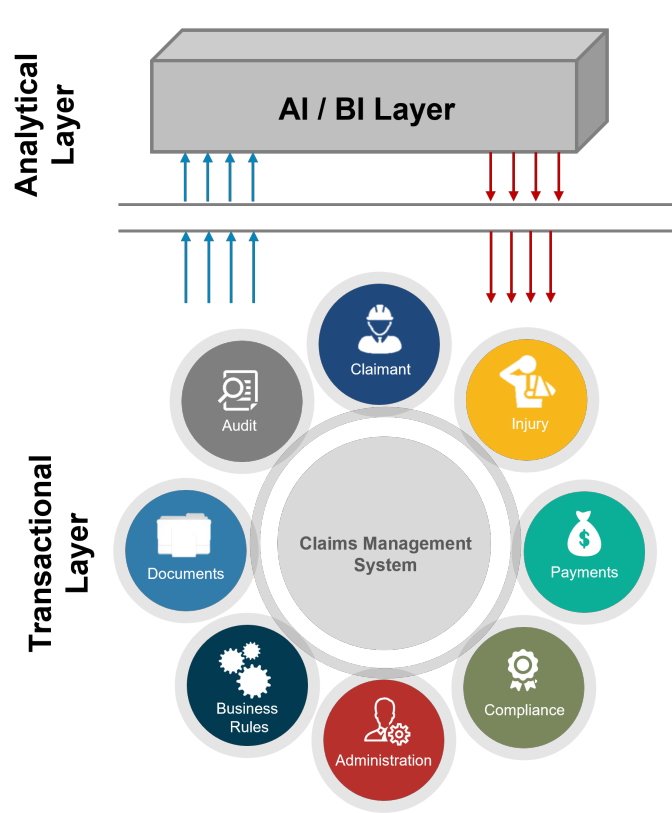 Analytical
Layer
AI / BI Layer
Transactional
Layer
Claimant
Audit
Injury
Claims Management
System
Documents
Payments
Business
Rules
Compliance
Administration
$